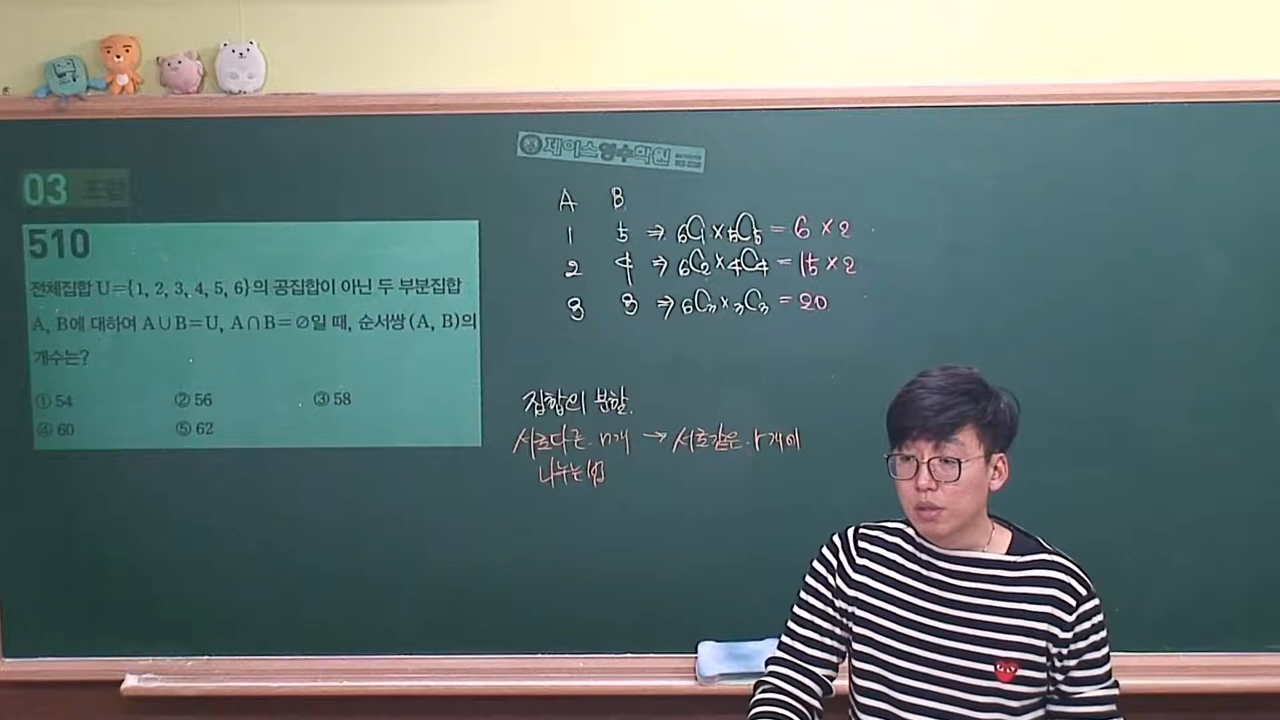 제이스영수학원
03
510
전체집합 U={1, 2, 3, 4, 5, 6}의 공집합이 아닌 두 부분집합
A, B에 대하여 A∪B=U, A∩B=∅일 때, 순서쌍 (A, B)의
개수는?
① 54 ② 56 ③ 58
④ 60 ⑤ 62
A B
1 5 ⇒ ₆C₁×₅C₅ = 6×2
2 4 ⇒ ₆C₂×₄C₄ = 15×2
3 3 ⇒ ₆C₃×₃C₃ = 20
집합의 분할.
서로다른 n개 → 서로같은 r개에
나누는법